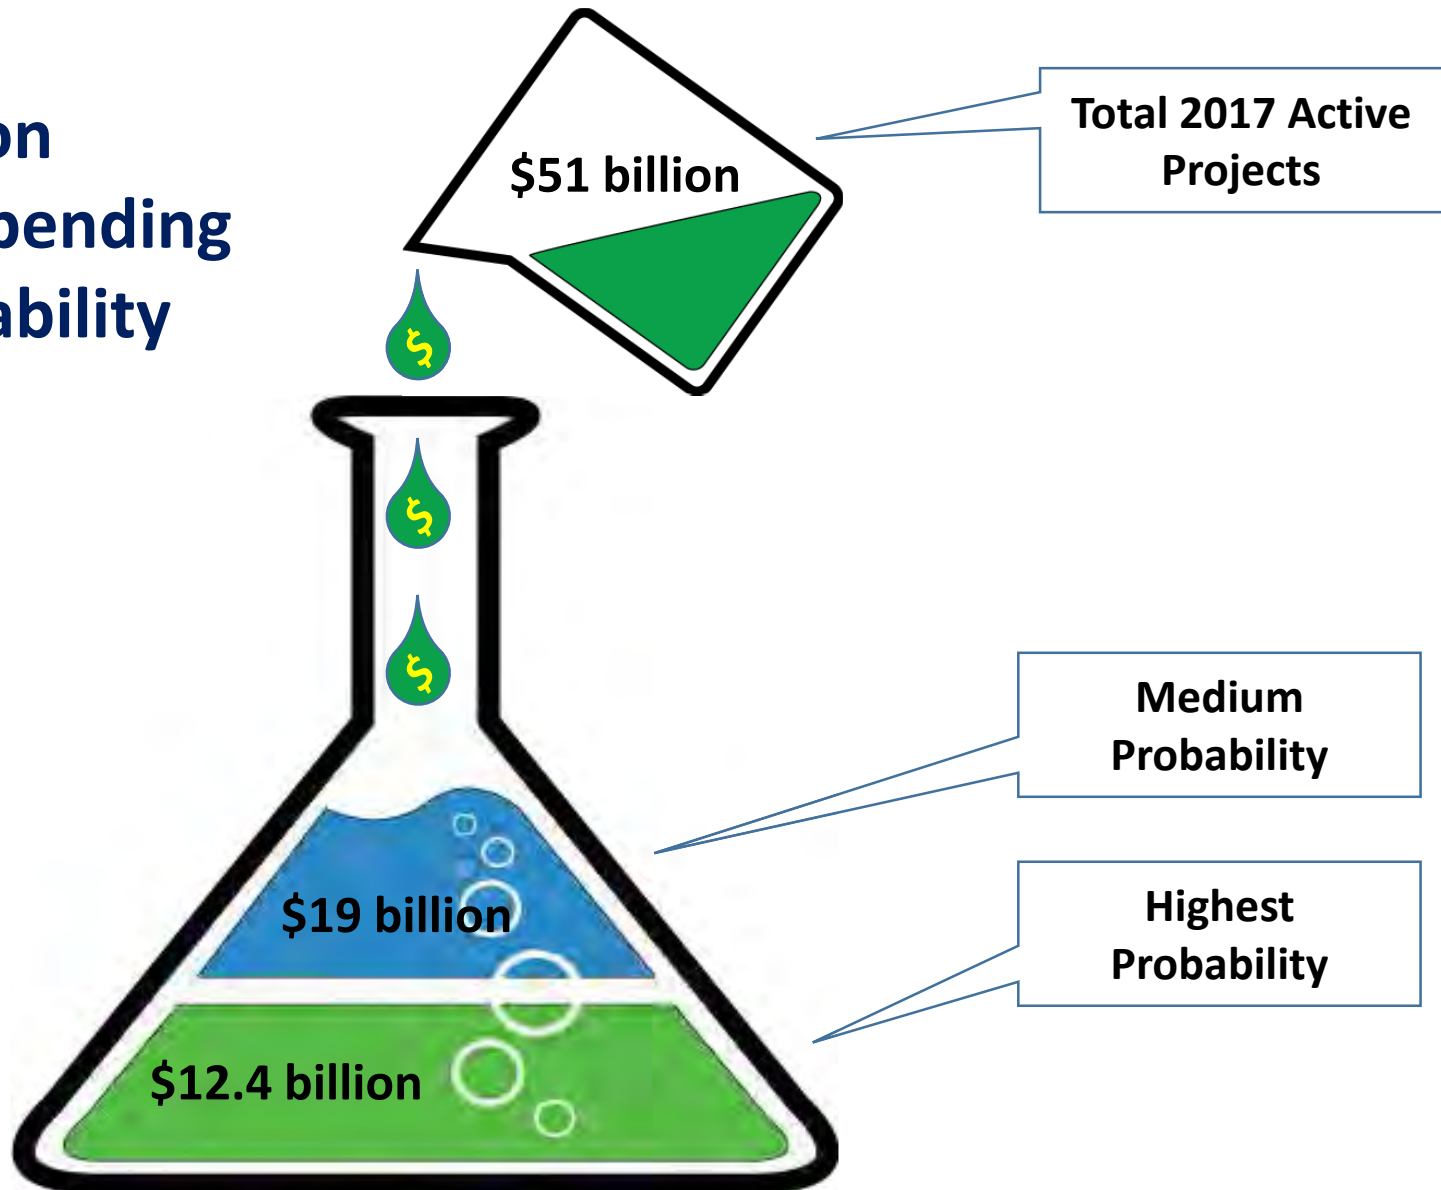 on
pending
ability
$51 billion
Total 2017 Active
Projects
$
$
$
Medium
Probability
$19 billion
Highest
Probability
$12.4 billion